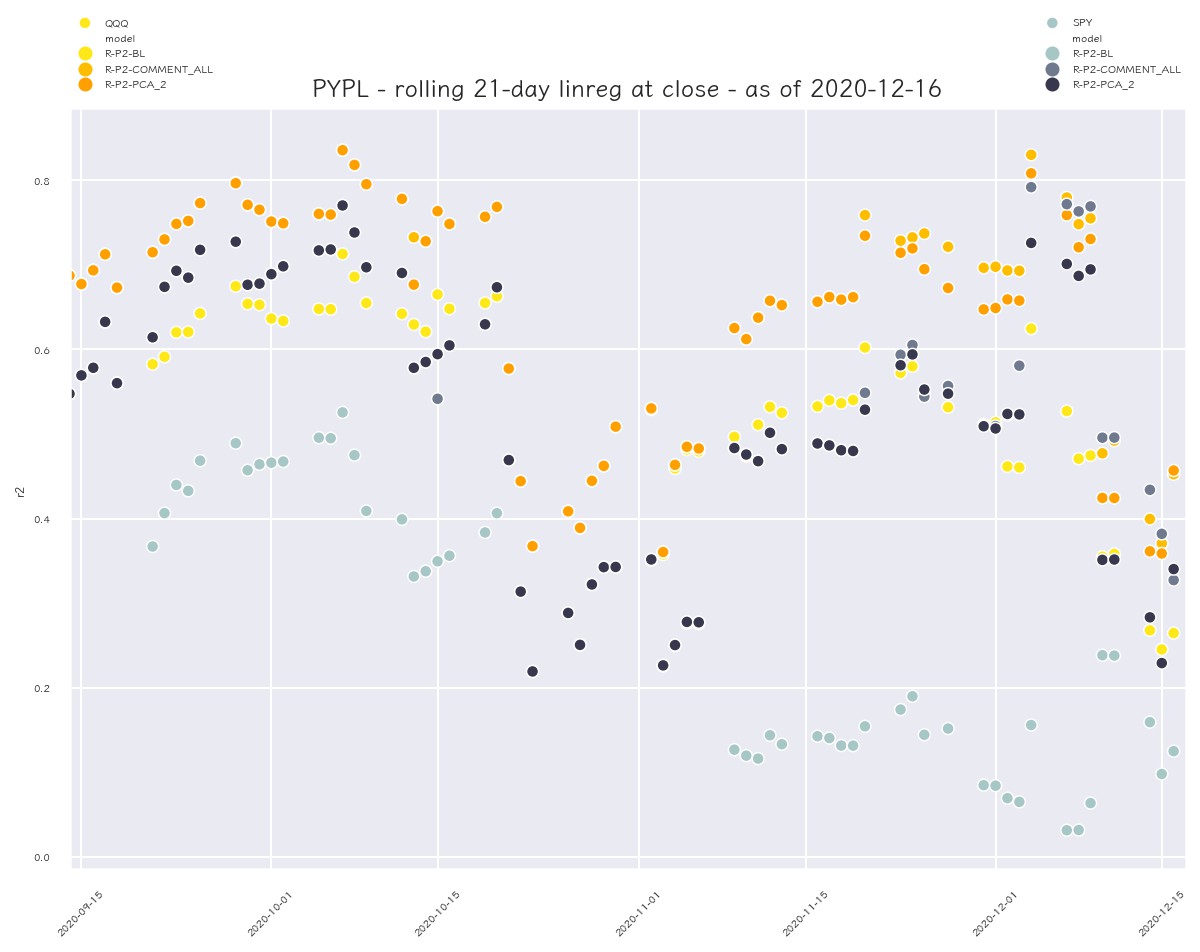 QQQ
model
R-P2-BL
R-P2-COMMENT_ALL
R-P2-PCA_2
SPY
model
R-P2-BL
R-P2-COMMENT_ALL
R-P2-PCA_2
PYPL - rolling 21-day linreg at close - as of 2020-12-16
r2
0.8
0.6
0.4
0.2
0.0
2020-09-15
2020-10-01
2020-10-15
2020-11-01
2020-11-15
2020-12-01
2020-12-15